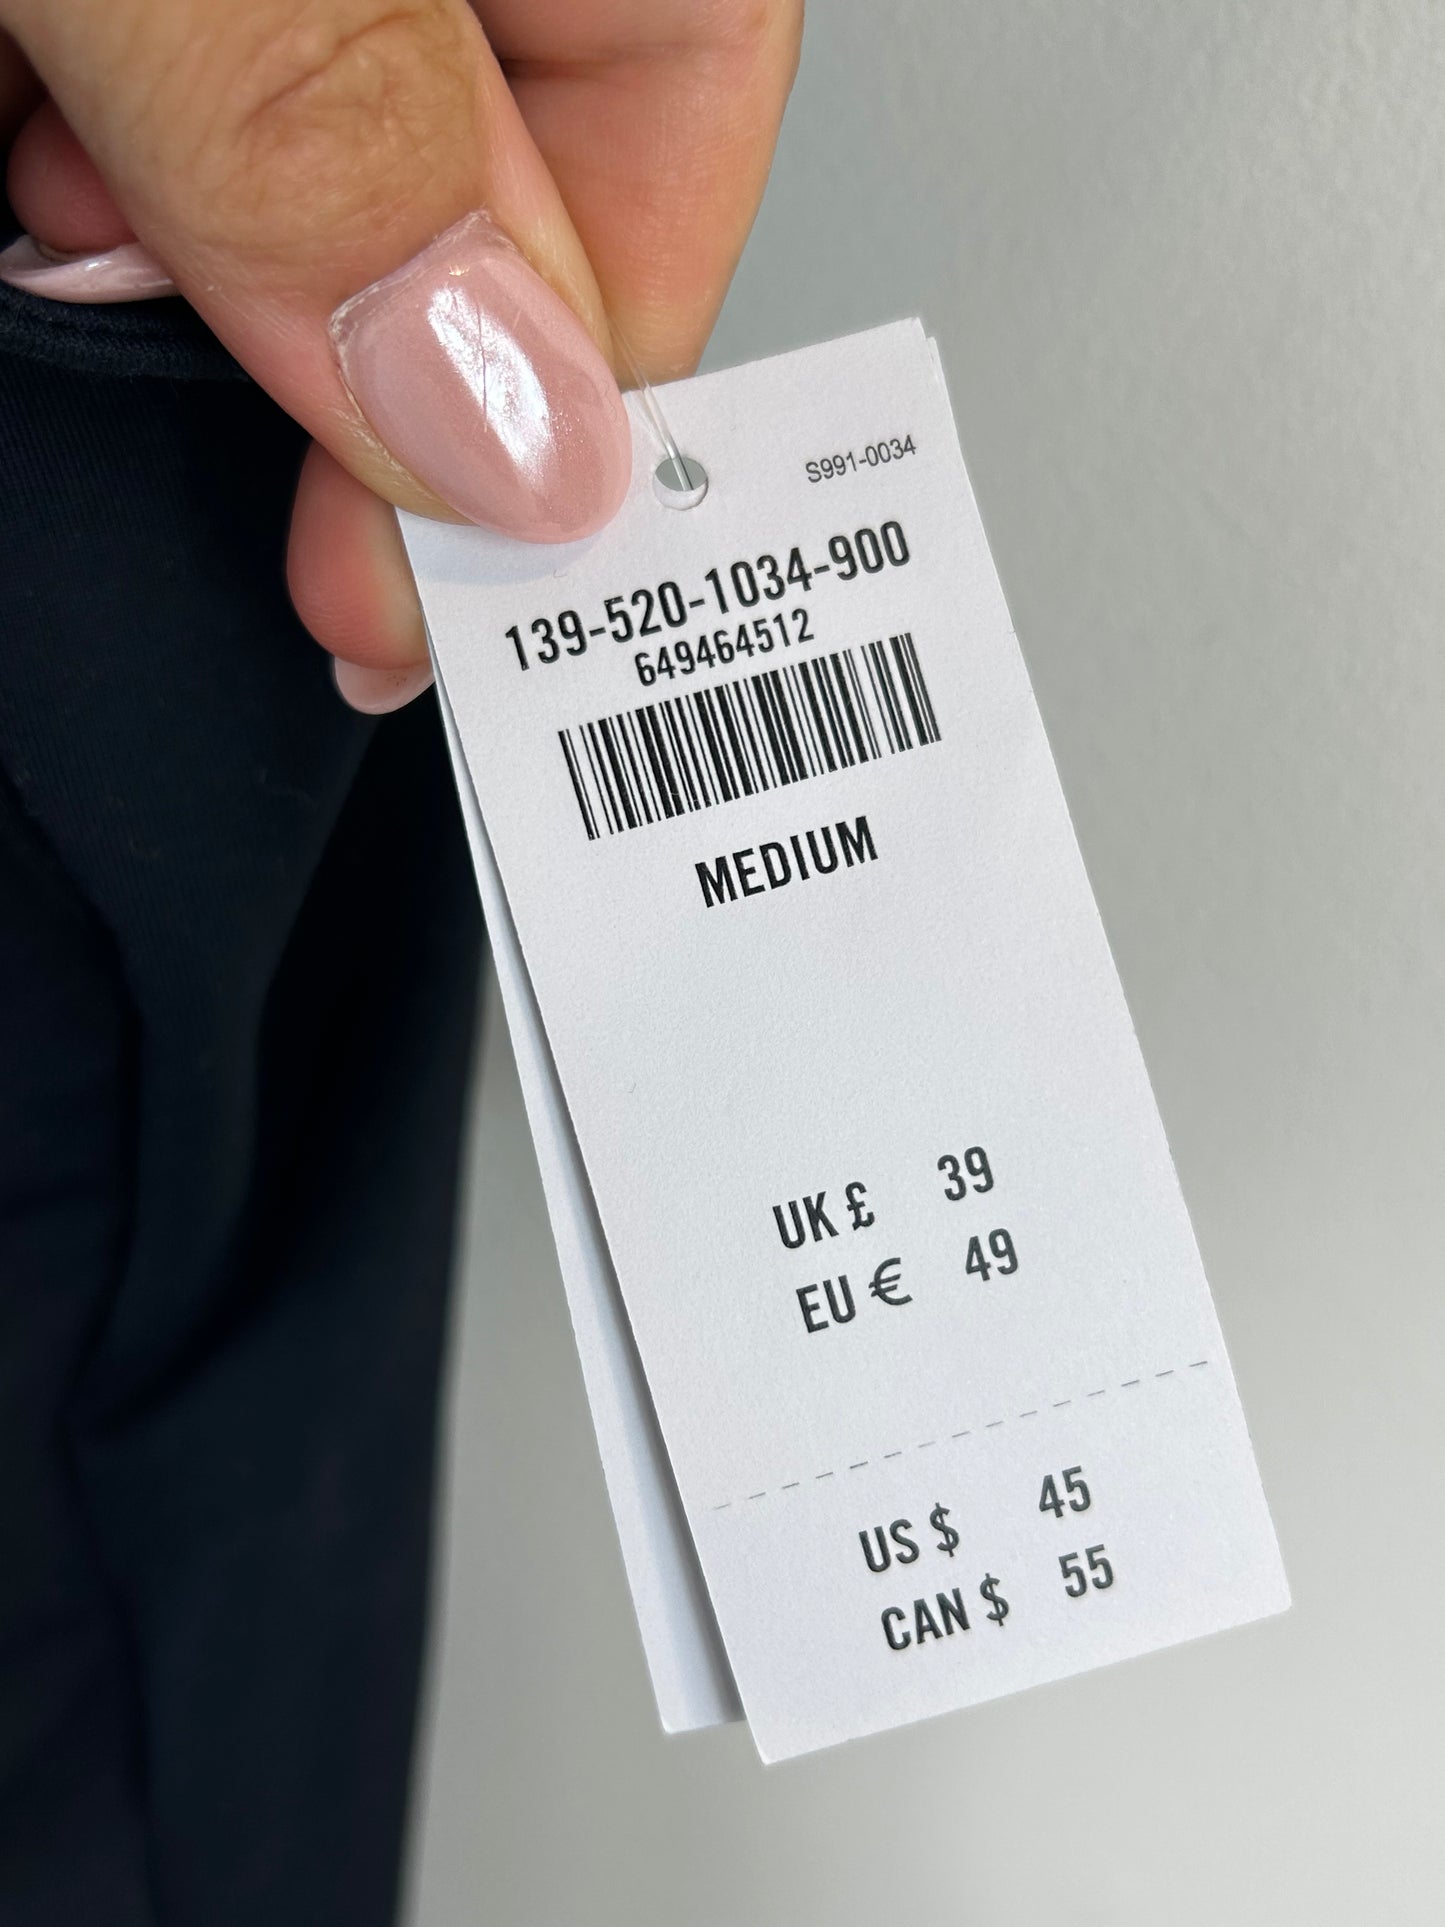 S991-0034
139-520-1034-900
649464512
MEDIUM
UK £ 39
EU € 49
US $ 45
CAN $ 55